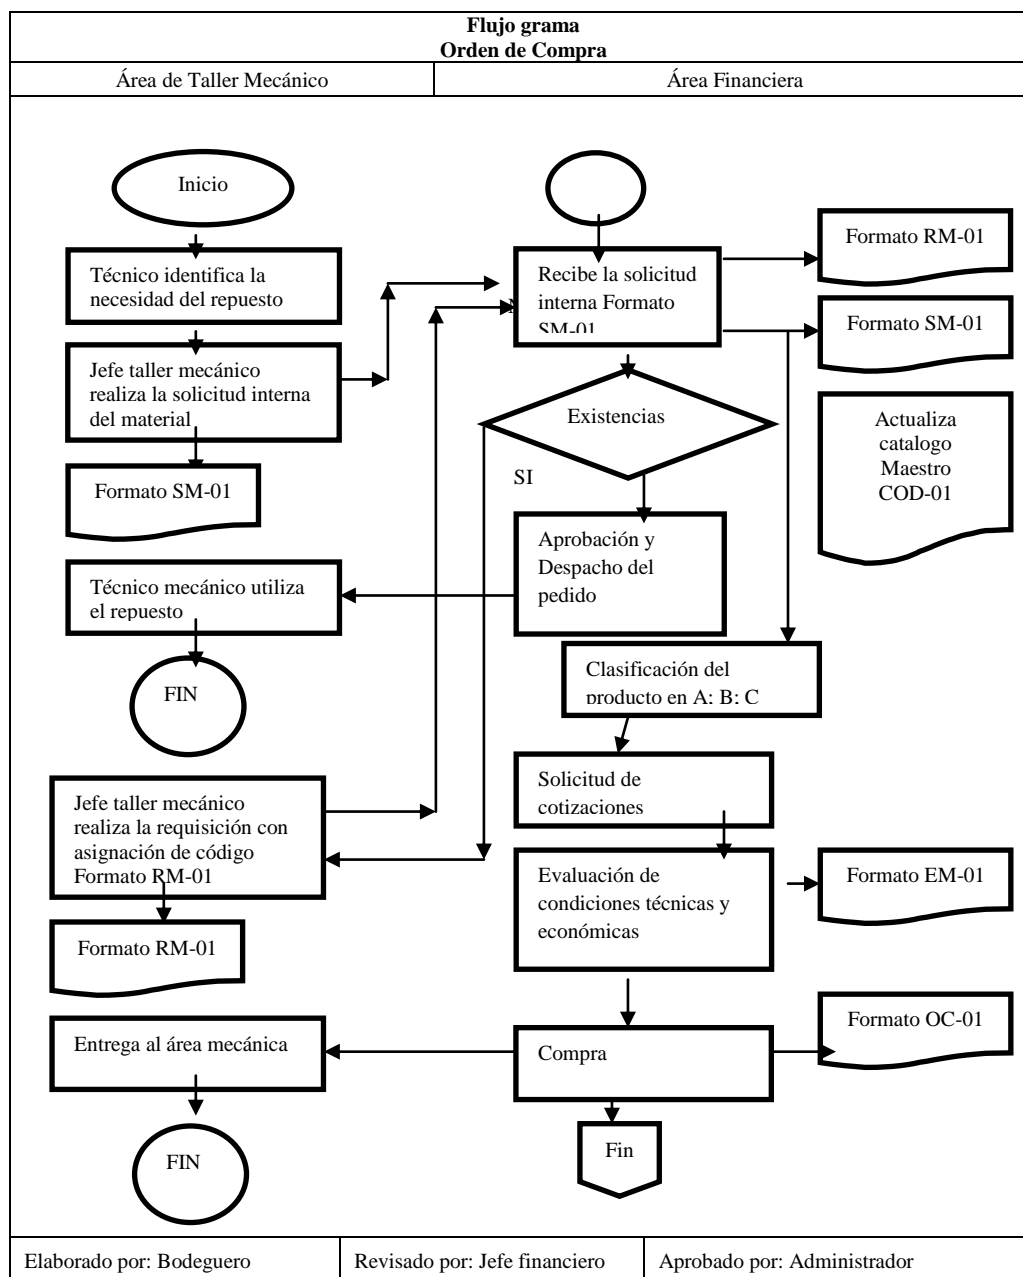 Flujo grama
Orden de Compra
Área de Taller Mecánico
Área Financiera
Inicio
Técnico identifica la
necesidad del repuesto
Jefe taller mecánico
realiza la solicitud interna
del material
Formato SM-01
Técnico mecánico utiliza
el repuesto
FIN
Jefe taller mecánico
realiza la requisición con
asignación de código
Formato RM-01
Formato RM-01
Entrega al área mecánica
FIN
Recibe la solicitud
interna Formato
SM-01
Existencias
SI
Aprobación y
Despacho del
pedido
Clasificación del
producto en A: B: C
Solicitud de
cotizaciones
Evaluación de
condiciones técnicas y
económicas
Compra
Fin
Formato RM-01
Formato SM-01
Actualiza
catalogo
Maestro
COD-01
Formato EM-01
Formato OC-01
Elaborado por: Bodeguero
Revisado por: Jefe financiero
Aprobado por: Administrador